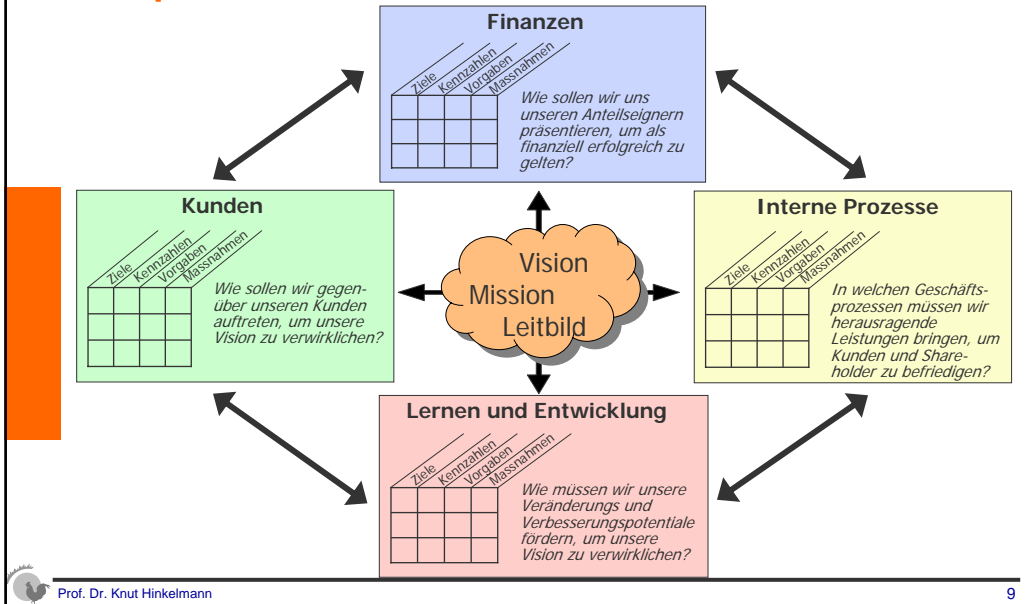 Finanzen
Ziele
Kennzahlen
Vorgaben
Massnahmen
Wie sollen wir uns
unseren Anteilseignern
präsentieren, um als
finanziell erfolgreich zu
gelten?
Kunden
Ziele
Kennzahlen
Vorgaben
Massnahmen
Wie sollen wir gegen-
über unseren Kunden
auftreten, um unsere
Vision zu verwirklichen?
Vision
Mission
Leitbild
Interne Prozesse
Ziele
Kennzahlen
Vorgaben
Massnahmen
In welchen Geschäfts-
prozessen müssen wir
herausragende
Leistungen bringen, um
Kunden und Share-
holder zu befriedigen?
Lernen und Entwicklung
Ziele
Kennzahlen
Vorgaben
Massnahmen
Wie müssen wir unsere
Veränderungs und
Verbesserungspotentiale
fördern, um unsere
Vision zu verwirklichen?
Prof. Dr. Knut Hinkelmann
9